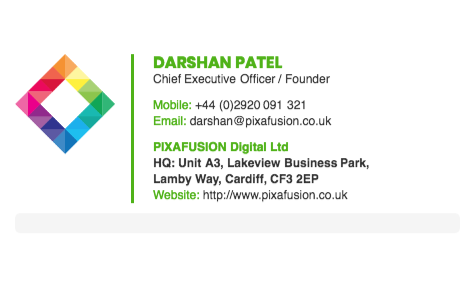 DARSHAN PATEL
Chief Executive Officer / Founder
Mobile: +44 (0)2920 091 321
Email: darshan@pixafusion.co.uk
PIXAFUSION Digital Ltd
HQ: Unit A3, Lakeview Business Park,
Lamby Way, Cardiff, CF3 2EP
Website: http://www.pixafusion.co.uk